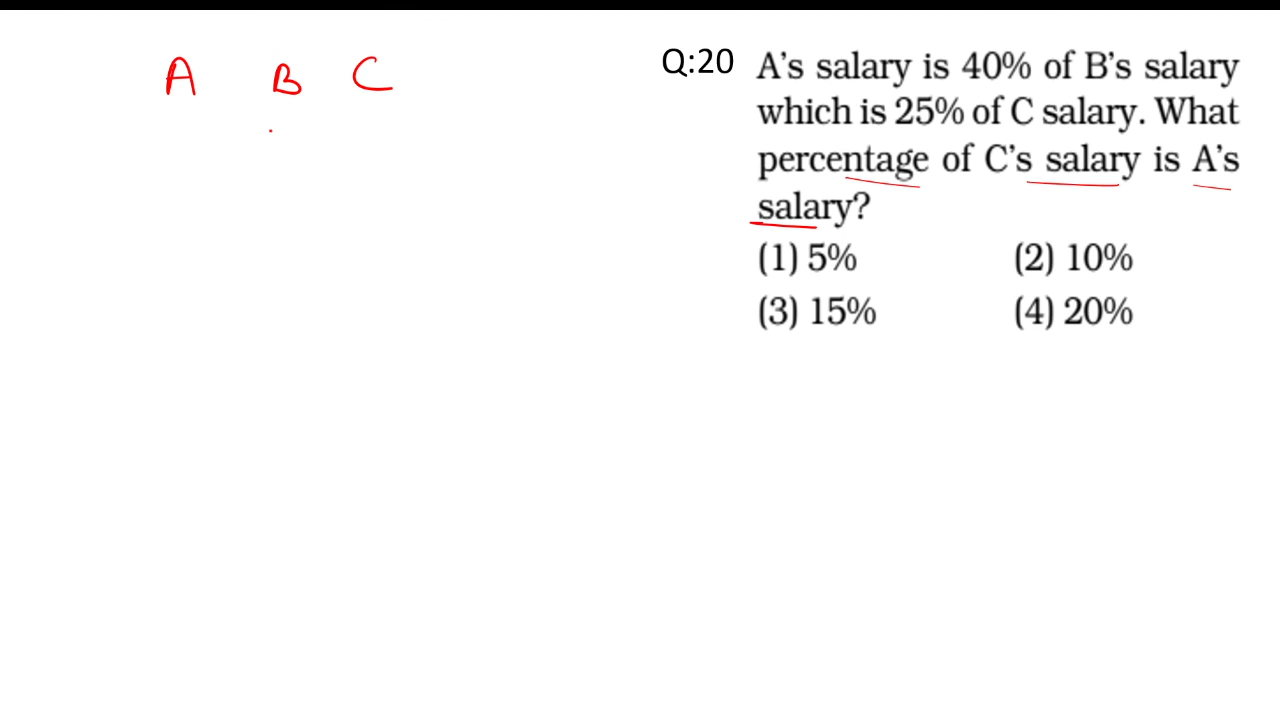 A B C
Q:20 A's salary is 40% of B's salary
which is 25% of C salary. What
percentage of C's salary is A's
salary?
(1) 5% (2) 10%
(3) 15% (4) 20%